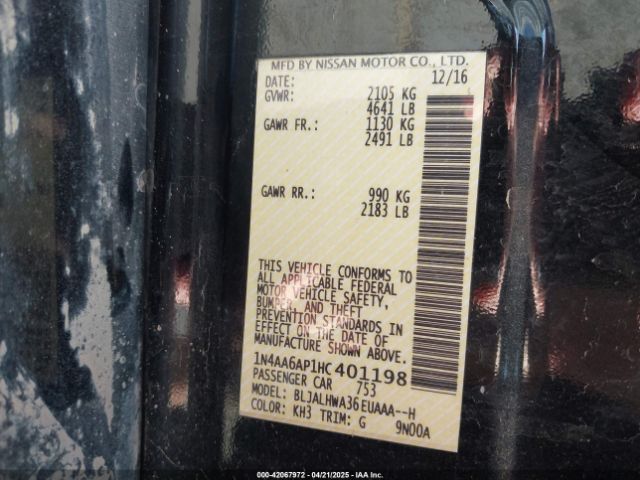 MFD BY NISSAN MOTOR CO., LTD.
DATE: 12/16
GVWR: 2105 KG
4641 LB
GAWR FR.: 1130 KG
2491 LB
GAWR RR.: 990 KG
2183 LB
THIS VEHICLE CONFORMS TO
ALL APPLICABLE FEDERAL
MOTOR VEHICLE SAFETY,
BUMPER, AND THEFT
PREVENTION STANDARDS IN
EFFECT ON THE DATE OF
MANUFACTURE SHOWN ABOVE.
1N4AA6AP1HC401198
PASSENGER CAR 753
MODEL: BLJALHWA36EUAAA--H
COLOR: KH3 TRIM: G 9N00A
000-42067972 - 04/21/2025 - IAA Inc.